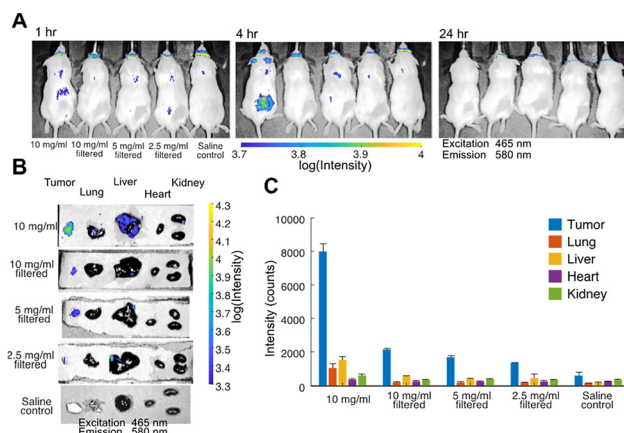 A
1 hr
4 hr
24 hr
10 mg/ml
10 mg/ml filtered
5 mg/ml filtered
2.5 mg/ml filtered
Saline control
3.7 3.8 3.9 4
log(Intensity)
Excitation 465 nm
Emission 580 nm
B
Tumor Lung Liver Heart Kidney
10 mg/ml
10 mg/ml
filtered
5 mg/ml
filtered
2.5 mg/ml
filtered
Saline
control
4.3
4.2
4.1
4
3.9
3.8
3.7
3.6
3.5
3.4
3.3
log(Intensity)
Excitation 465 nm
Emission 580 nm
C
10000
8000
6000
4000
2000
0
Intensity (counts)
Tumor
Lung
Liver
Heart
Kidney
10 mg/ml
10 mg/ml
filtered
5 mg/ml
filtered
2.5 mg/ml
filtered
Saline
control